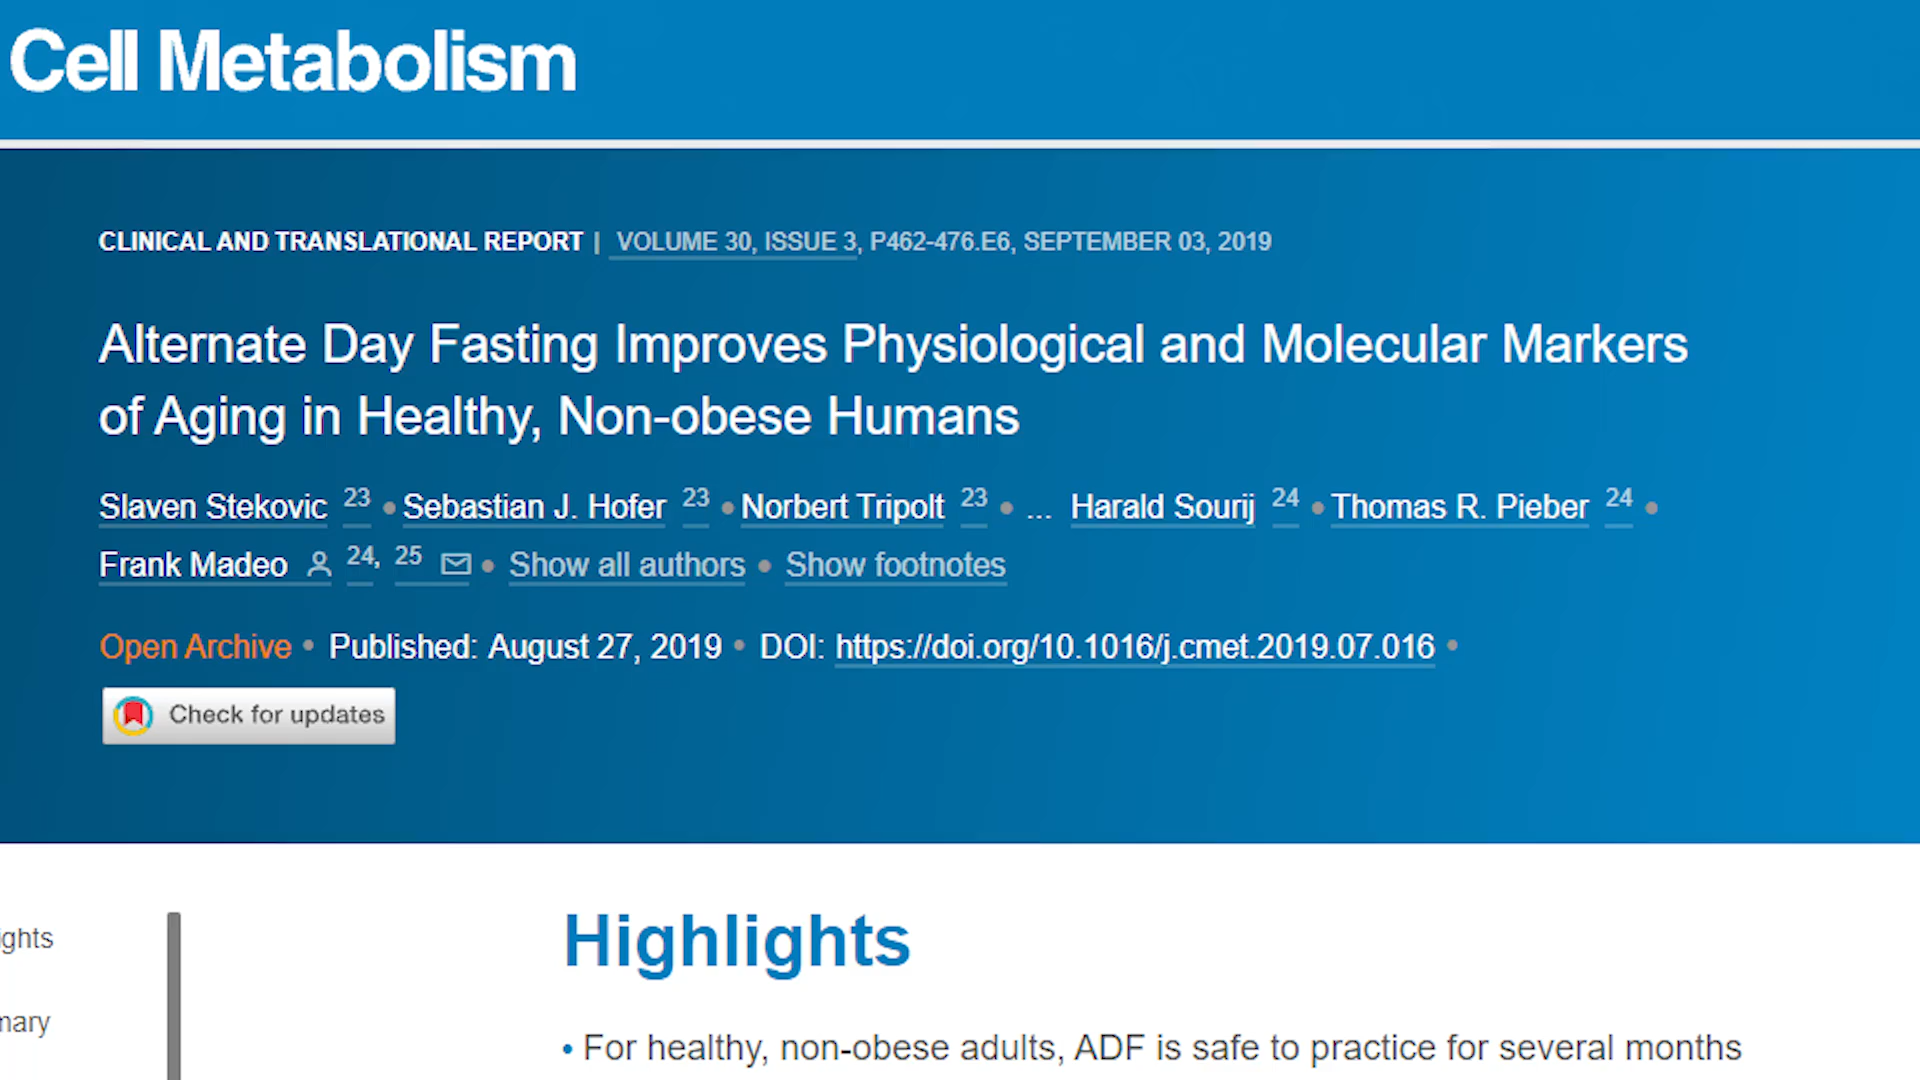 Cell Metabolism
CLINICAL AND TRANSLATIONAL REPORT | VOLUME 30, ISSUE 3, P462-476.E6, SEPTEMBER 03, 2019
Alternate Day Fasting Improves Physiological and Molecular Markers
of Aging in Healthy, Non-obese Humans
Slaven Stekovic 23 • Sebastian J. Hofer 23 • Norbert Tripolt 23 • ... Harald Sourij 24 • Thomas R. Pieber 24 •
Frank Madeo 24, 25 • Show all authors • Show footnotes
Open Archive • Published: August 27, 2019 • DOI: https://doi.org/10.1016/j.cmet.2019.07.016 •
Check for updates
ights
Highlights
mary
• For healthy, non-obese adults, ADF is safe to practice for several months